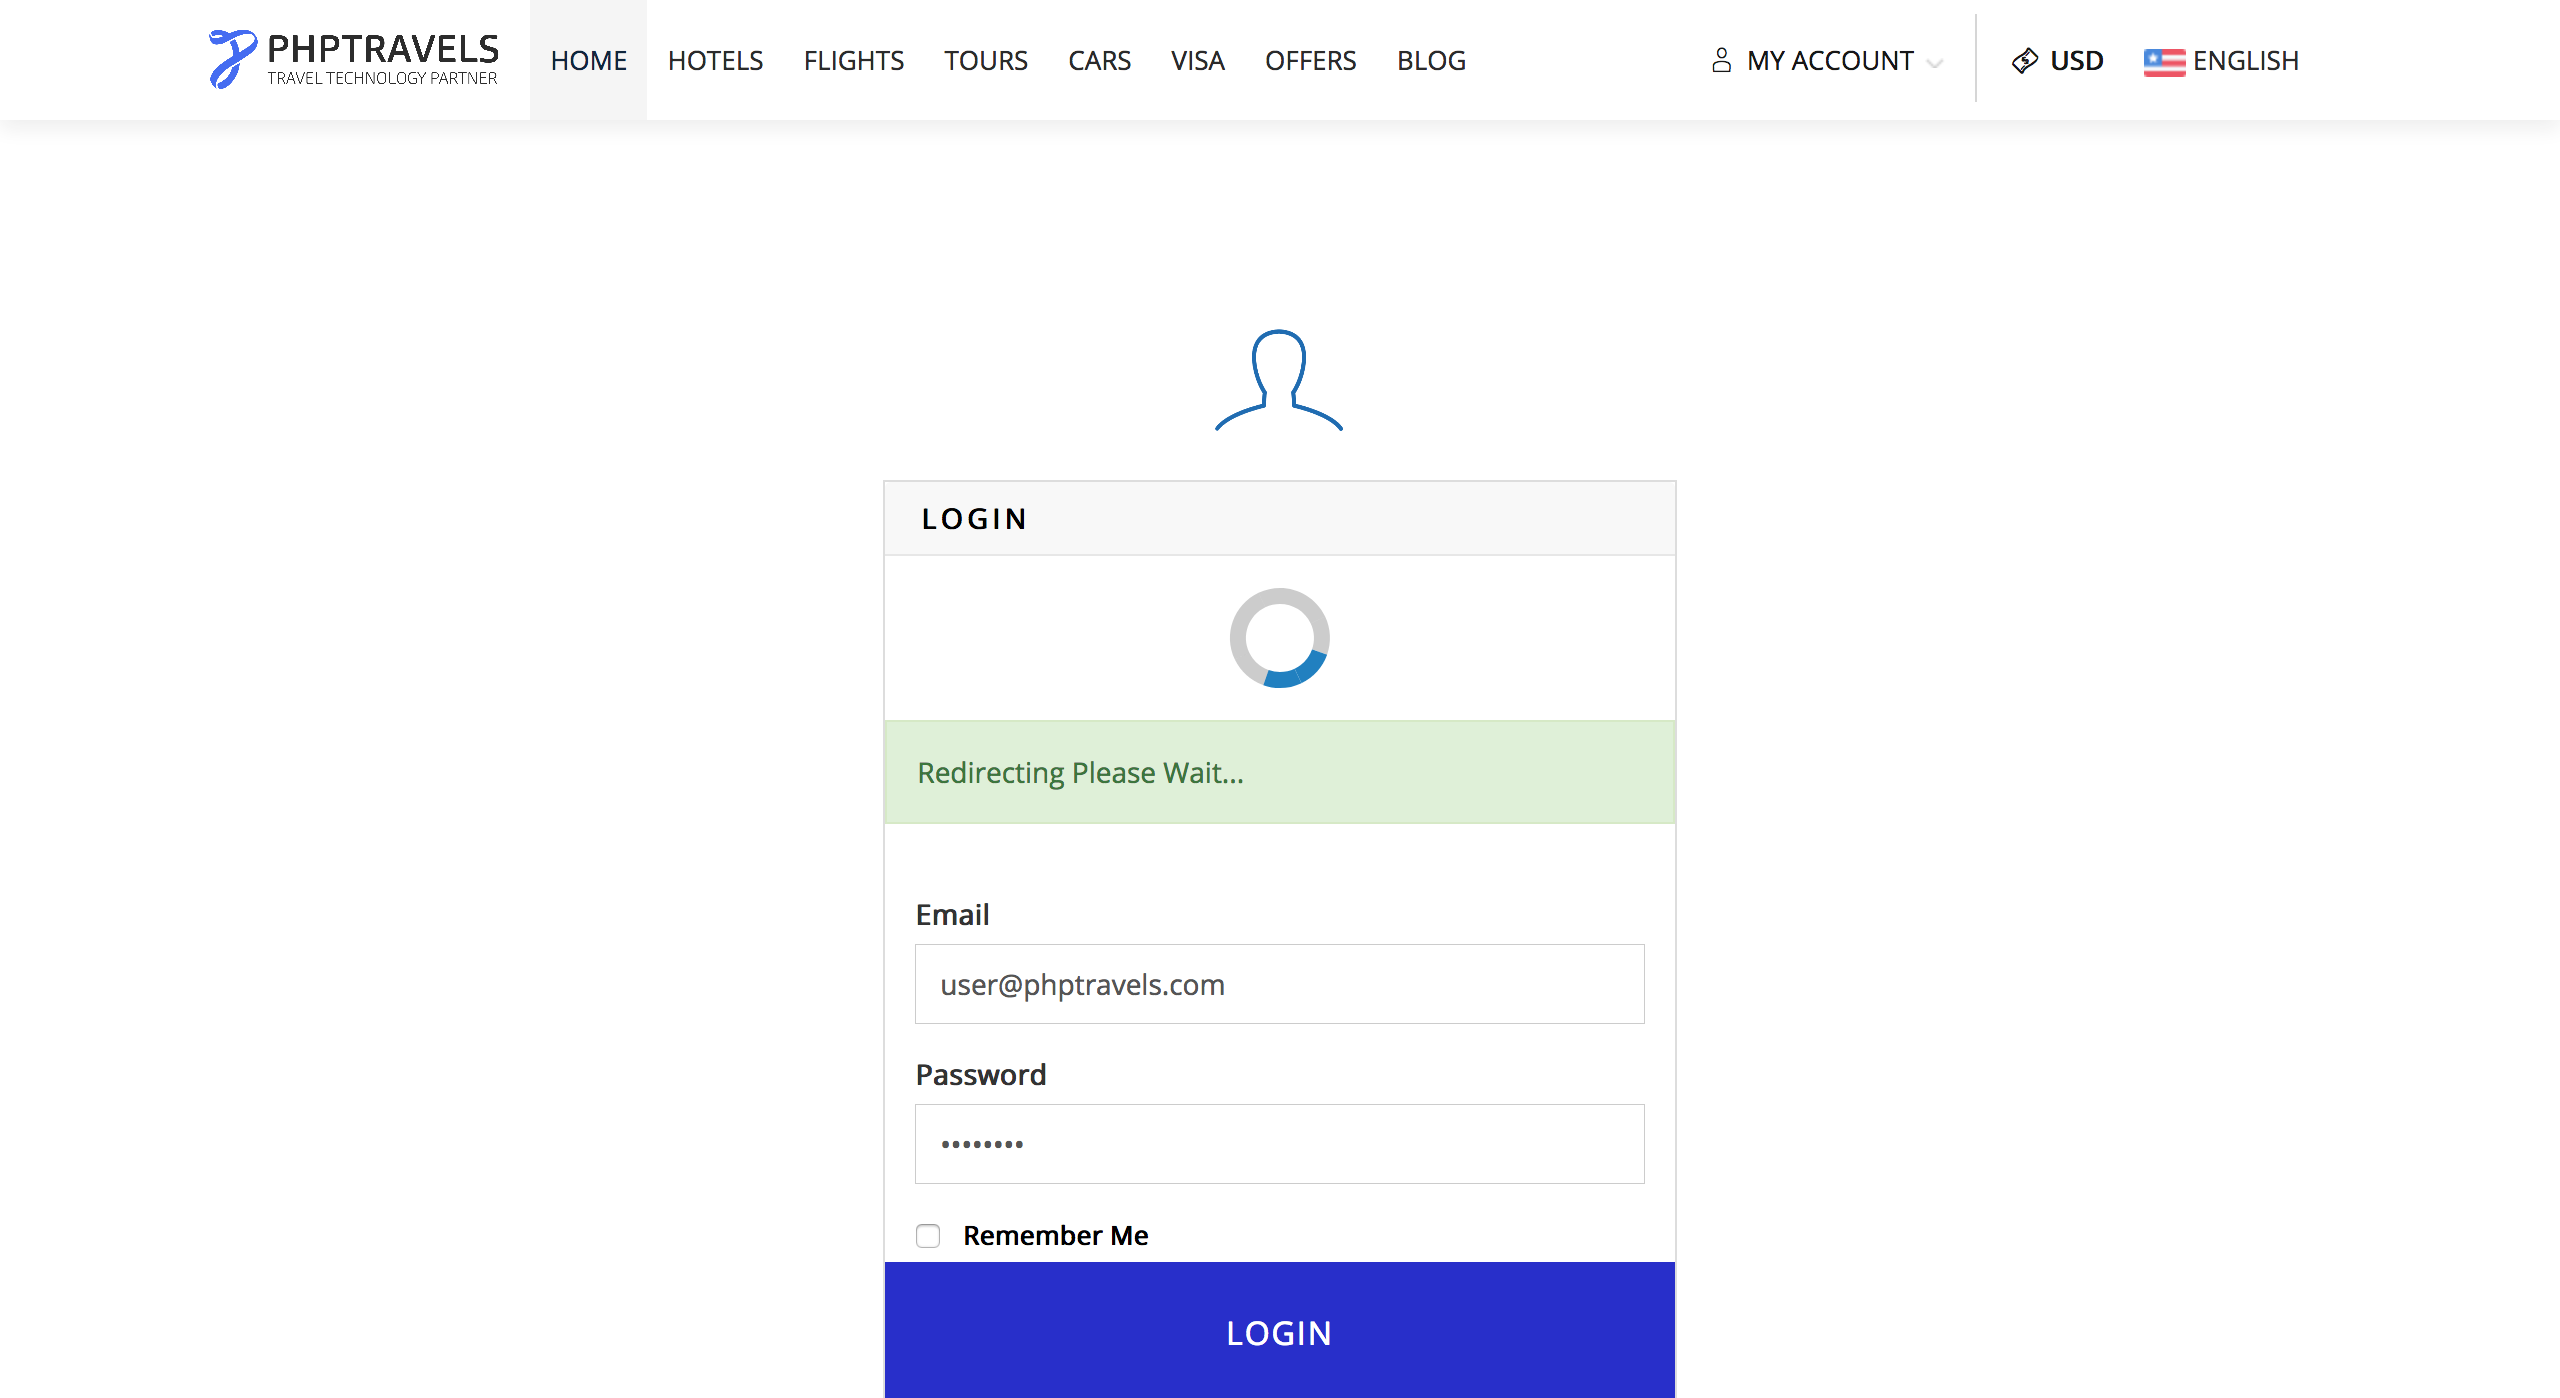 PHPTRAVELS
TRAVEL TECHNOLOGY PARTNER
HOME HOTELS FLIGHTS TOURS CARS VISA OFFERS BLOG MY ACCOUNT USD ENGLISH
LOGIN
Redirecting Please Wait...
Email
user@phptravels.com
Password
••••••••
Remember Me
LOGIN